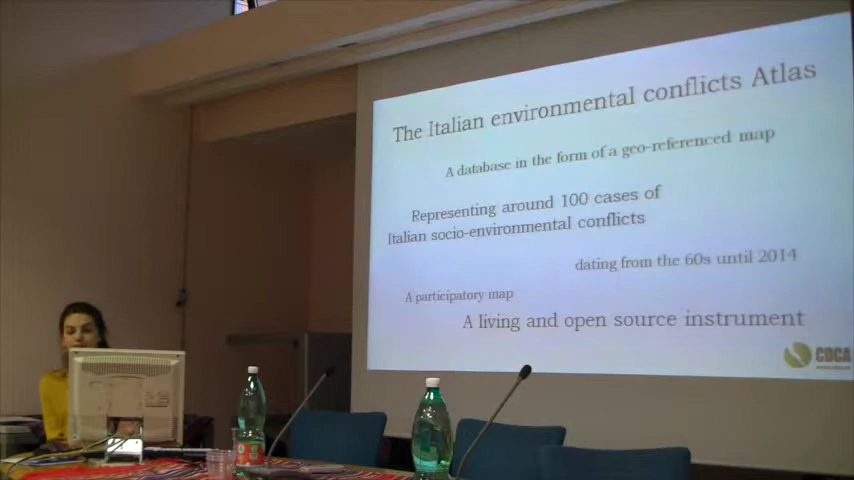 The Italian environmental conflicts Atlas
A database in the form of a geo-referenced map
Representing around 100 cases of
Italian socio-environmental conflicts
dating from the 60s until 2014
A participatory map
A living and open source instrument
CDCA